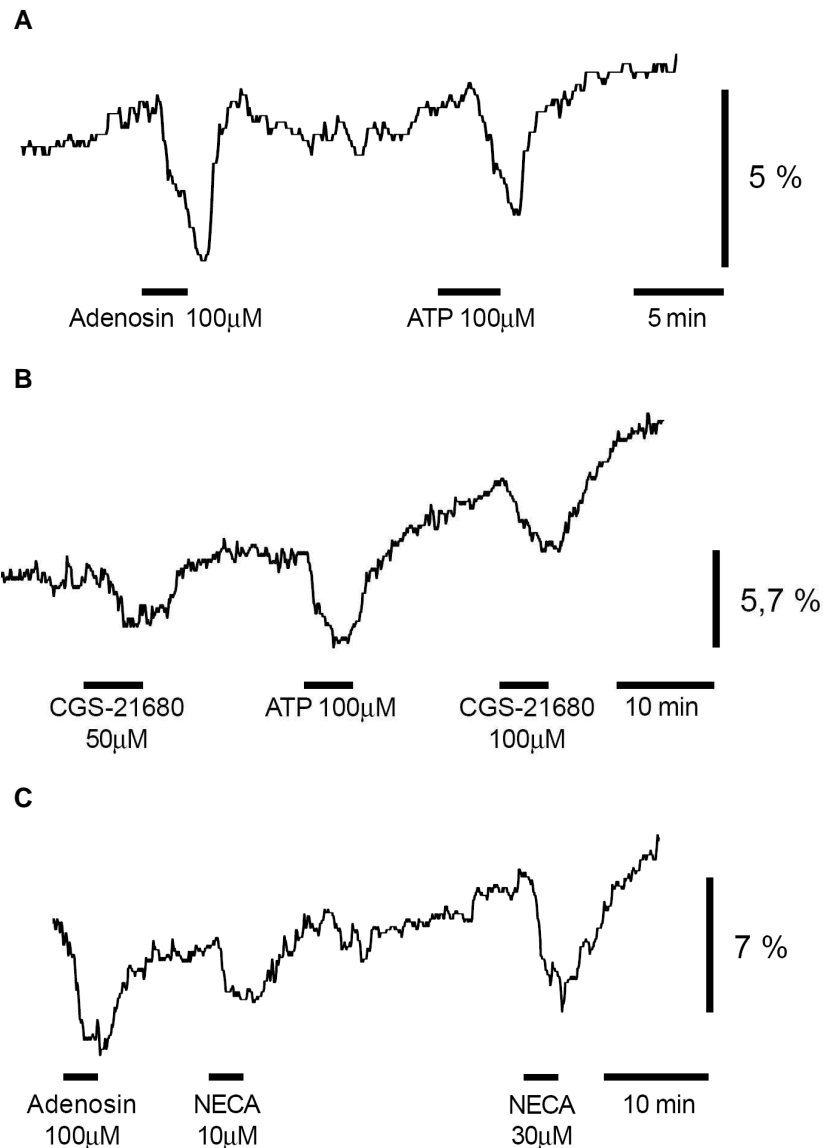 A
5 %
Adenosin 100µM
ATP 100µM
5 min
B
5,7 %
CGS-21680
50µM
ATP 100µM
CGS-21680
100µM
10 min
C
7 %
Adenosin
100µM
NECA
10µM
NECA
30µM
10 min